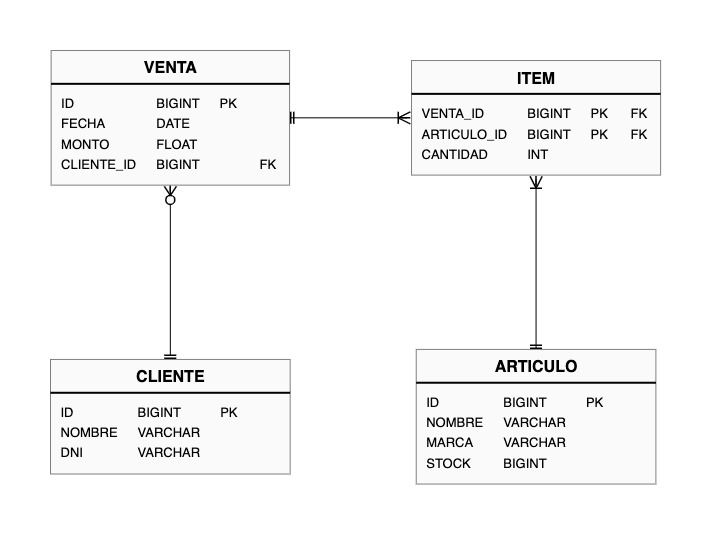 VENTA
ID BIGINT PK
FECHA DATE
MONTO FLOAT
CLIENTE_ID BIGINT FK
ITEM
VENTA_ID BIGINT PK FK
ARTICULO_ID BIGINT PK FK
CANTIDAD INT
CLIENTE
ID BIGINT PK
NOMBRE VARCHAR
DNI VARCHAR
ARTICULO
ID BIGINT PK
NOMBRE VARCHAR
MARCA VARCHAR
STOCK BIGINT